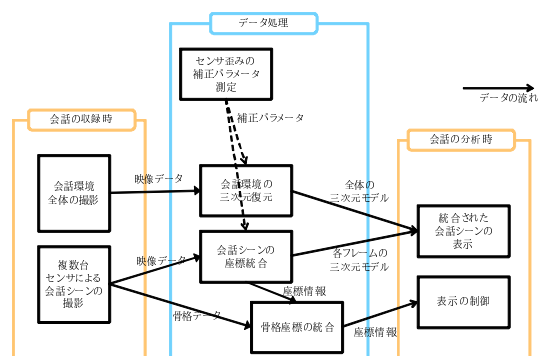 データ処理
センサ歪みの
補正パラメータ
測定
データの流れ
補正パラメータ
会話の収録時
会話の分析時
会話環境
全体の撮影
映像データ
会話環境の
三次元復元
全体の
三次元モデル
統合された
会話シーンの
表示
複数台
センサによる
会話シーンの
撮影
映像データ
会話シーンの
座標統合
各フレームの
三次元モデル
骨格データ
座標情報
骨格座標の統合
座標情報
表示の制御